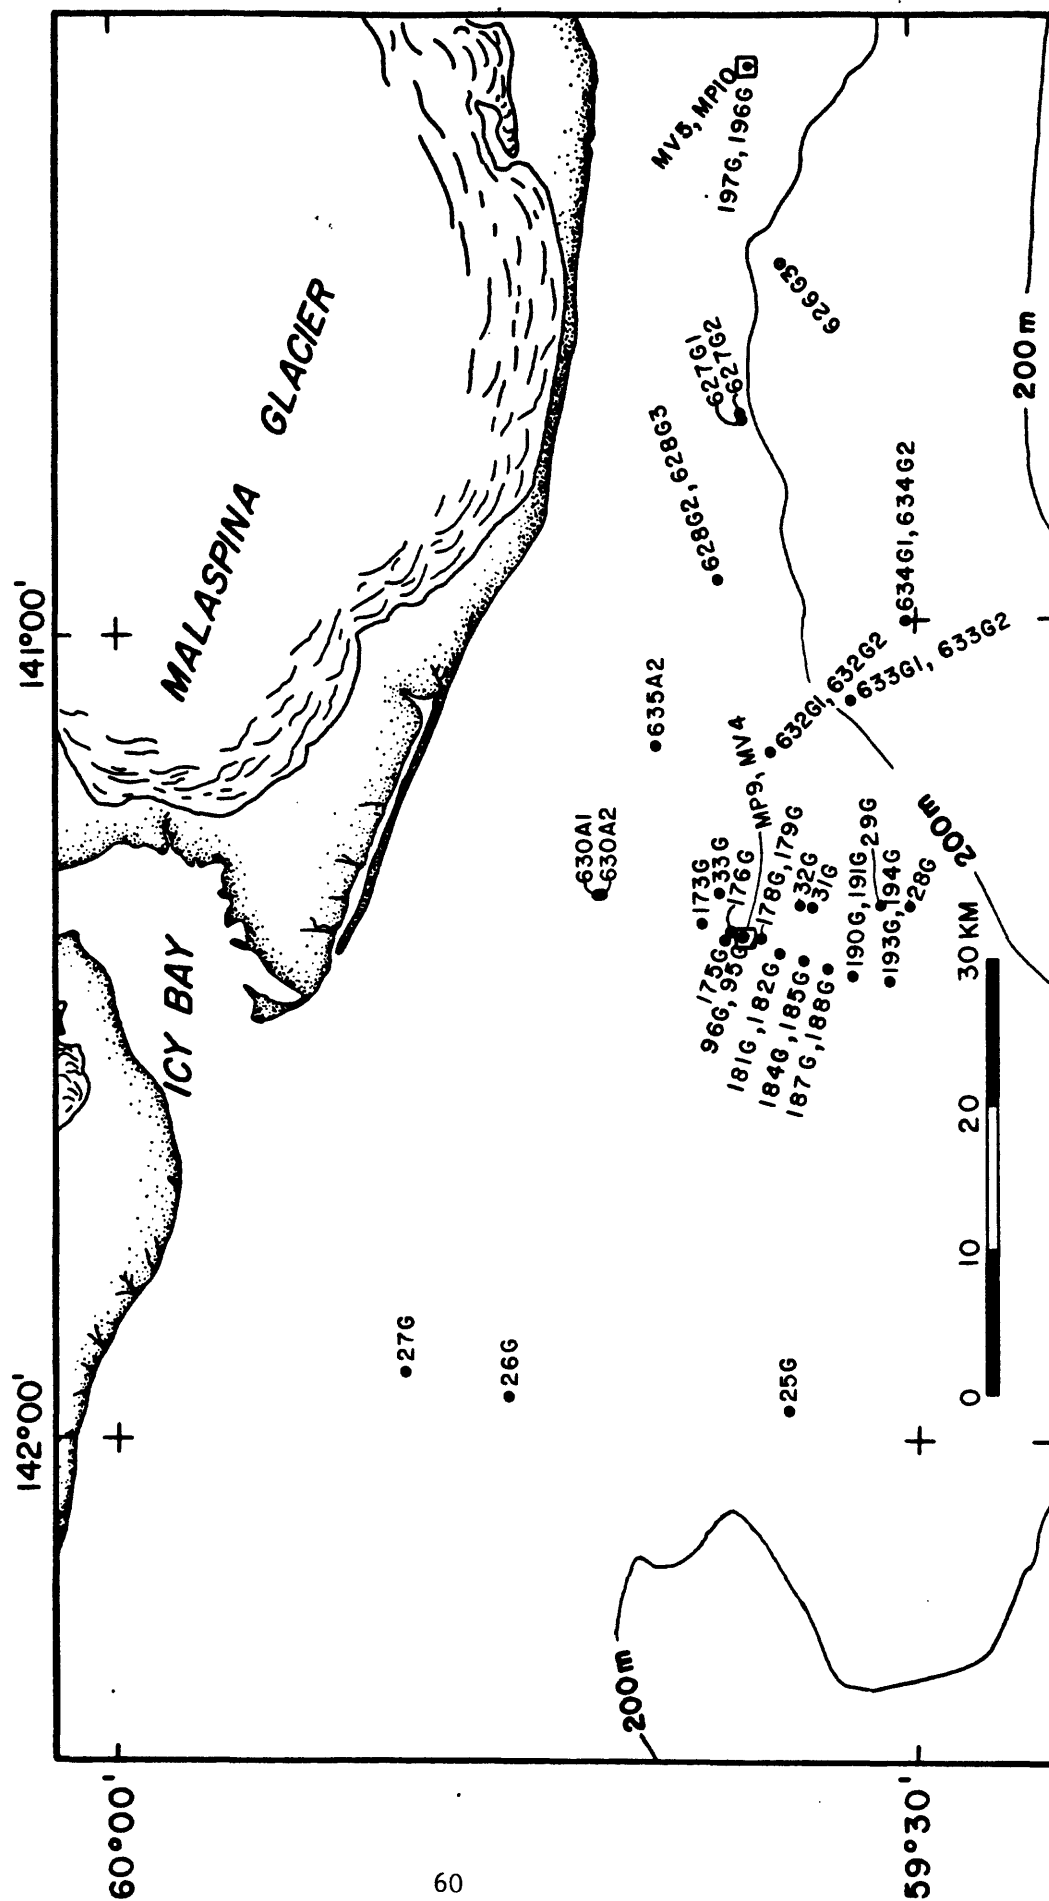 142°00'
141°00'
60°00'
59°30'
MALASPINA GLACIER
ICY BAY
27G
26G
25G
630A1
630A2
635A2
628G2, 628G3
627G1
627G2
626G3
MV5, MP10
197G, 196G
173G
33G
176G
MP9, MV4
175G
96G, 95G
178G, 179G
181G, 182G
32G
31G
184G, 185G
187G, 188G
190G, 191G
29G
193G, 194G
28G
632G1, 632G2
633G1, 633G2
634G1, 634G2
200m
200m
200m
0 10 20 30 KM
60